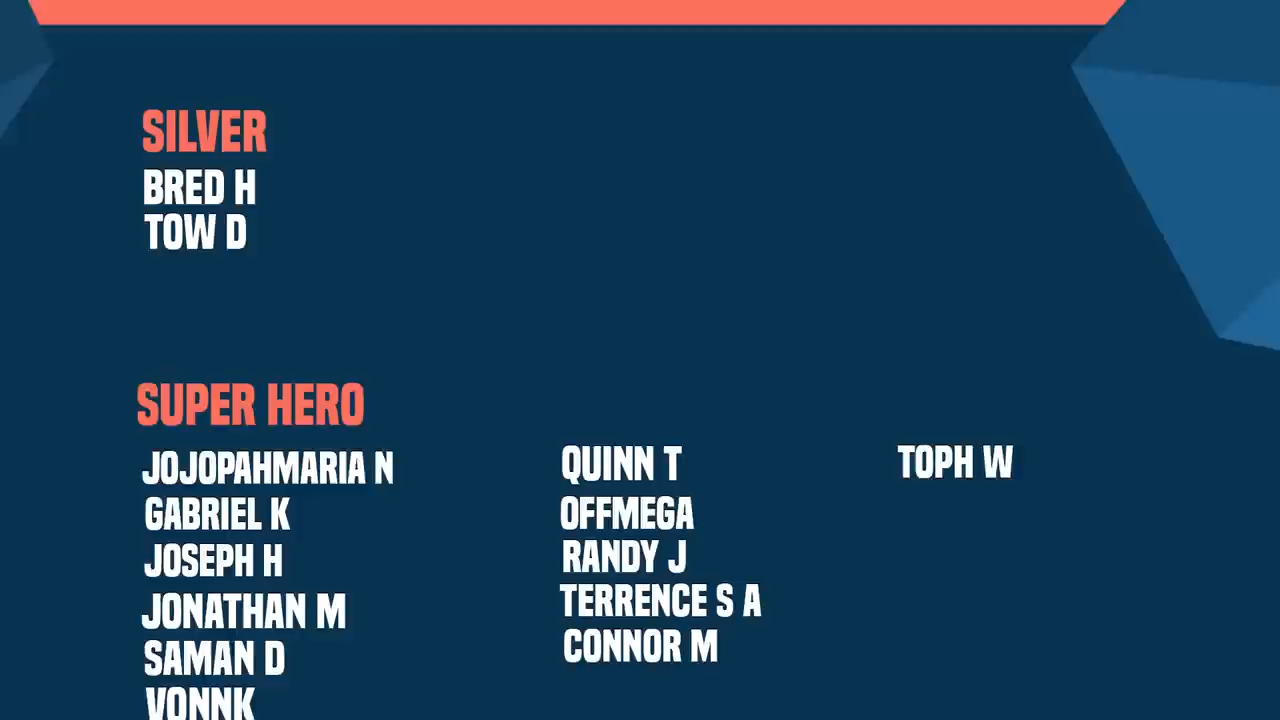 SILVER
BRED H
TOW D
SUPER HERO
JOJOPAHMARIA N
GABRIEL K
JOSEPH H
JONATHAN M
SAMAN D
VONNK
QUINN T
OFFMEGA
RANDY J
TERRENCE S A
CONNOR M
TOPH W